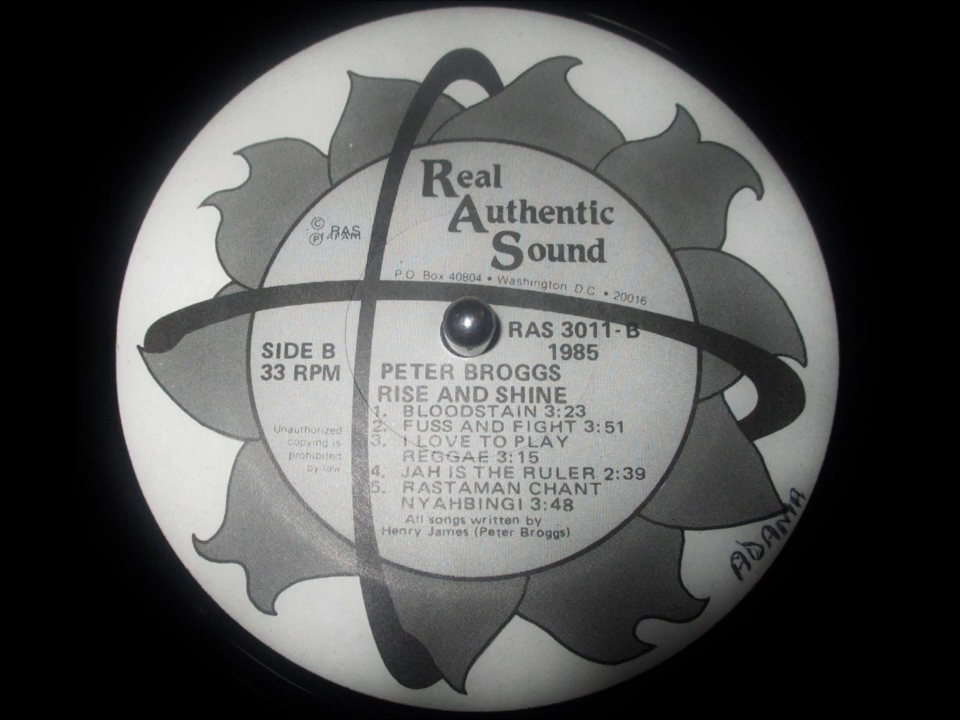 Real
Authentic
Sound
P.O. Box 40804 • Washington D.C. • 20016
© RAS
℗
RAS 3011-B
1985
SIDE B
33 RPM
PETER BROGGS
RISE AND SHINE
1. BLOODSTAIN 3:23
2. FUSS AND FIGHT 3:51
3. I LOVE TO PLAY
REGGAE 3:15
4. JAH IS THE RULER 2:39
5. RASTAMAN CHANT
NYAHBINGI 3:48
Unauthorized
copying is
prohibited
by law
All songs written by
Henry James (Peter Broggs)
ADAMA